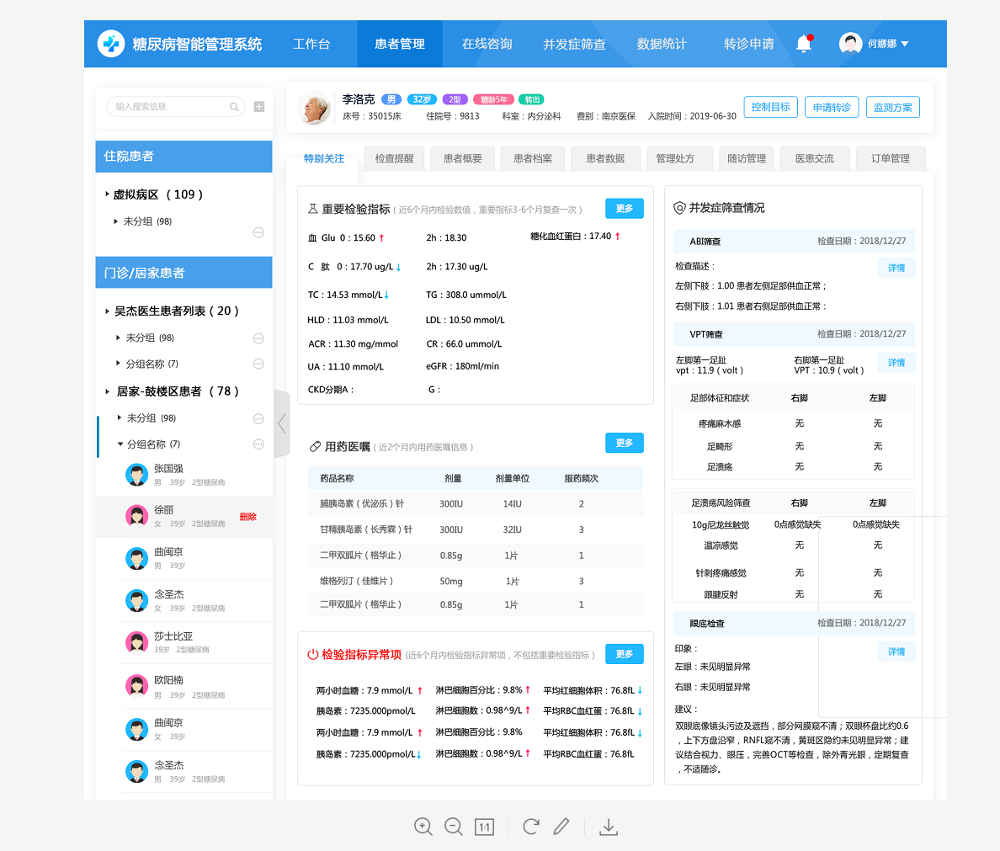 糖尿病智能管理系统 工作台 患者管理 在线咨询 并发症筛查 数据统计 转诊申请 何娜娜
输入搜索信息
住院患者
虚拟病区 ( 109 )
未分组 (98)
门诊/居家患者
吴杰医生患者列表 ( 20 )
未分组 (98)
分组名称 (7)
居家-鼓楼区患者 ( 78 )
未分组 (98)
分组名称 (7)
张国强
男 39岁 2型糖尿病
徐丽
女 39岁 2型糖尿病
删除
曲闽京
男 39岁
念圣杰
女 39岁 2型糖尿病
莎士比亚
39岁 2型糖尿病
欧阳楠
男 39岁 2型糖尿病
曲闽京
女 39岁
念圣杰
男 39岁 2型糖尿病
李洛克 男 32岁 2型 糖龄5年 转出
床号：35015床 住院号：9813 科室：内分泌科 费别：南京医保 入院时间：2019-06-30
控制目标 申请转诊 监测方案
特别关注 检查提醒 患者概要 患者档案 患者数据 管理处方 随访管理 医患交流 订单管理
重要检验指标 ( 近6个月内检验数值，重要指标3-6个月复查一次 ) 更多
血 Glu 0：15.60 ↑ 2h：18.30 糖化血红蛋白：17.40 ↑
C 肽 0：17.70 ug/L ↓ 2h：17.30 ug/L
TC：14.53 mmol/L ↓ TG：308.0 ummol/L
HLD：11.03 mmol/L LDL：10.50 mmol/L
ACR：11.30 mg/mmol CR：66.0 ummol/L
UA：11.10 mmol/L eGFR：180ml/min
CKD分期A： G：
用药医嘱 ( 近2个月内用药医嘱信息 ) 更多
药品名称 剂量 剂量单位 服药频次
脯胰岛素（优泌乐）针 300IU 14IU 2
甘精胰岛素（长秀霖）针 300IU 32IU 3
二甲双胍片（格华止） 0.85g 1片 1
维格列汀（佳维片） 50mg 1片 3
二甲双胍片（格华止） 0.85g 1片 1
检验指标异常项 (近6个月内检验指标异常项，不包括重要检验指标 ) 更多
两小时血糖：7.9 mmol/L ↑ 淋巴细胞百分比：9.8% ↑ 平均红细胞体积：76.8fL ↓
胰岛素：7235.000pmol/L 淋巴细胞数：0.98^9/L ↑ 平均RBC血红蛋：76.8fL ↓
两小时血糖：7.9 mmol/L ↑ 淋巴细胞百分比：9.8% 平均红细胞体积：76.8fL ↓
胰岛素：7235.000pmol/L ↓ 淋巴细胞数：0.98^9/L ↑ 平均RBC血红蛋：76.8fL
并发症筛查情况
ABI筛查 检查日期：2018/12/27
检查描述： 详情
左侧下肢：1.00 患者左侧足部供血正常；
右侧下肢：1.01 患者右侧足部供血正常：
VPT筛查 检查日期：2018/12/27
左脚第一足趾 右脚第一足趾 详情
vpt：11.9 ( volt ) VPT：10.9 ( volt )
足部体征和症状 右脚 左脚
疼痛麻木感 无 无
足畸形 无 无
足溃疡 无 无
足溃疡风险筛查 右脚 左脚
10g尼龙丝触觉 0点感觉缺失 0点感觉缺失
温凉感觉 无 无
针刺疼痛感觉 无 无
跟腱反射 无 无
眼底检查 检查日期：2018/12/27
印象： 详情
左眼：未见明显异常
右眼：未见明显异常
建议：
双眼底像镜头污迹及遮挡，部分网膜窥不清；双眼杯盘比约0.6
，上下方盘沿窄，RNFL窥不清，黄斑区隐约未见明显异常；建
议结合视力、眼压，完善OCT等检查，除外青光眼，定期复查
，不适随诊。
1:1